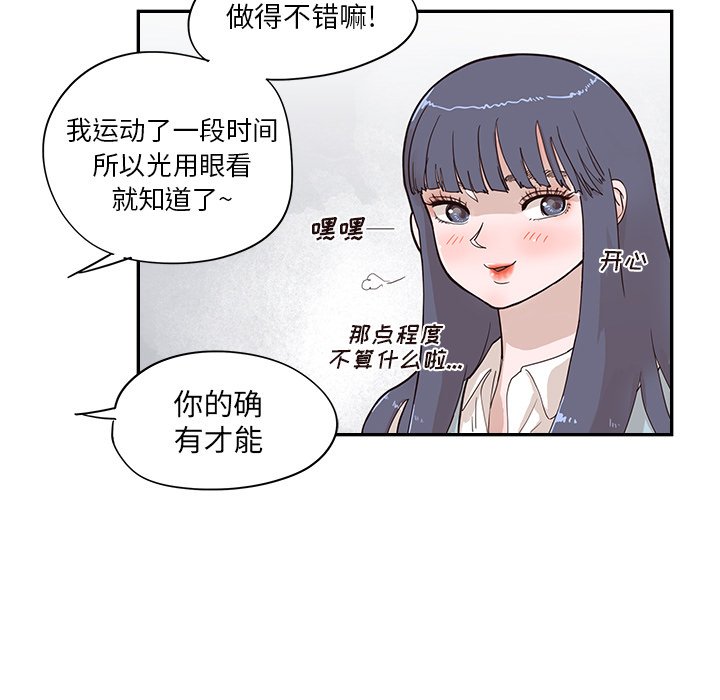 做得不错嘛!
我运动了一段时间
所以光用眼看
就知道了~
嘿嘿—
开心
那点程度
不算什么啦...
你的确
有才能